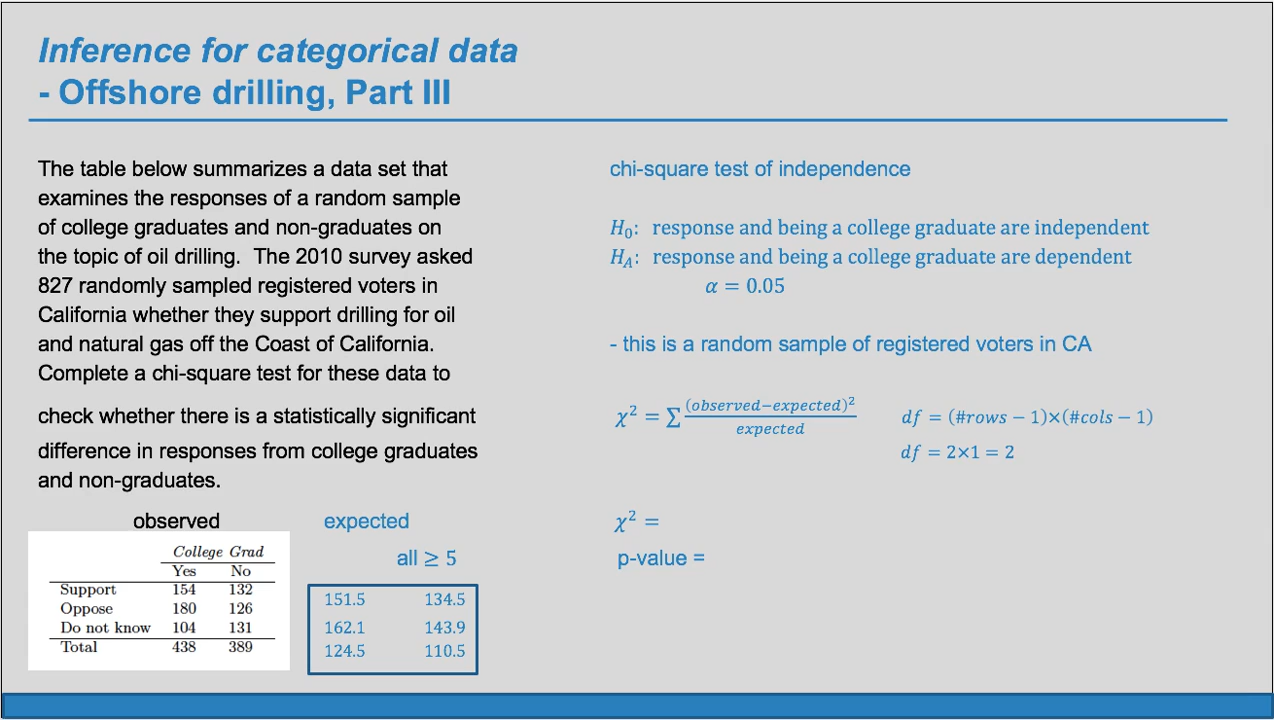 Inference for categorical data
- Offshore drilling, Part III
The table below summarizes a data set that
examines the responses of a random sample
of college graduates and non-graduates on
the topic of oil drilling. The 2010 survey asked
827 randomly sampled registered voters in
California whether they support drilling for oil
and natural gas off the Coast of California.
Complete a chi-square test for these data to
check whether there is a statistically significant
difference in responses from college graduates
and non-graduates.
observed
College Grad
Yes No
Support 154 132
Oppose 180 126
Do not know 104 131
Total 438 389
expected
all ≥ 5
151.5 134.5
162.1 143.9
124.5 110.5
chi-square test of independence
H₀: response and being a college graduate are independent
H_A: response and being a college graduate are dependent
α = 0.05
- this is a random sample of registered voters in CA
χ² = ∑ (observed−expected)² / expected
df = (#rows − 1)×(#cols − 1)
df = 2×1 = 2
χ² =
p-value =